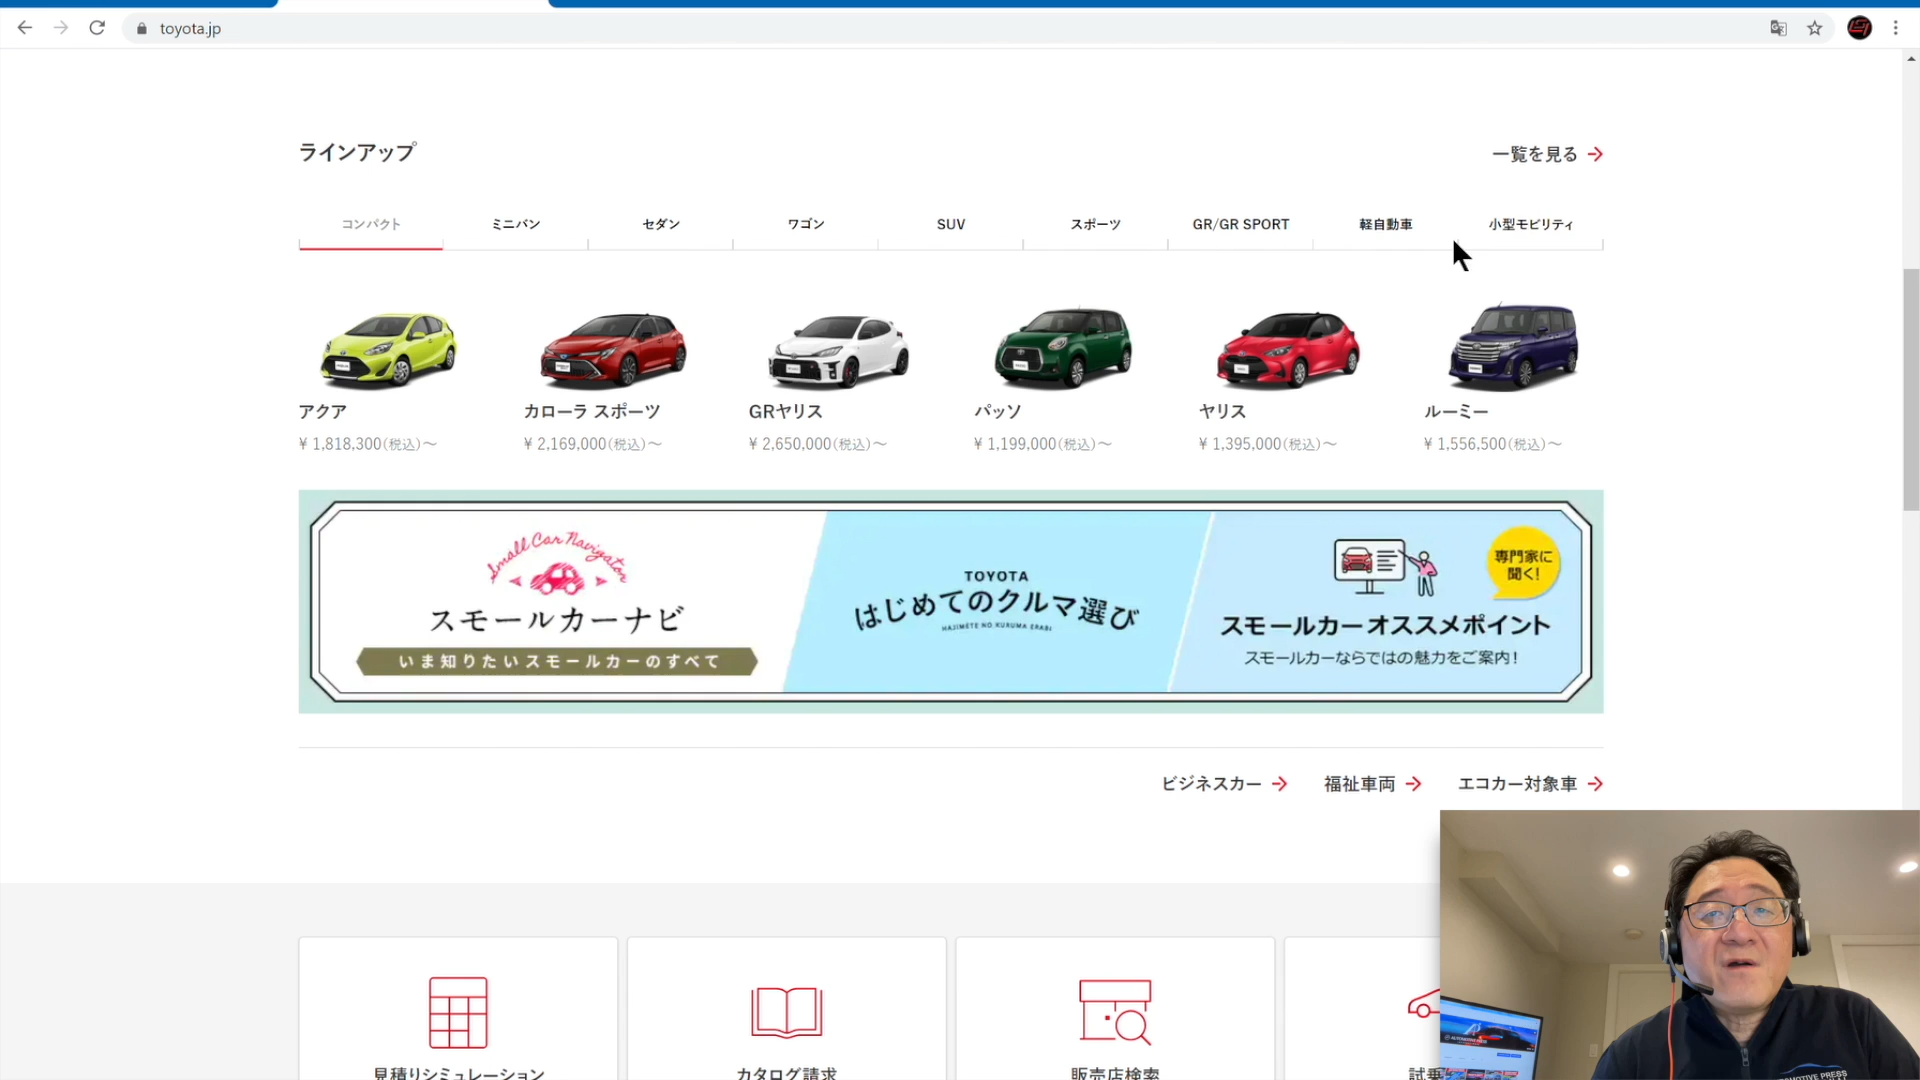 toyota.jp
ラインアップ
一覧を見る
コンパクト
ミニバン
セダン
ワゴン
SUV
スポーツ
GR/GR SPORT
軽自動車
小型モビリティ
アクア
カローラ スポーツ
GRヤリス
パッソ
ヤリス
ルーミー
¥ 1,818,300(税込)～
¥ 2,169,000(税込)～
¥ 2,650,000(税込)～
¥ 1,199,000(税込)～
¥ 1,395,000(税込)～
¥ 1,556,500(税込)～
Small Car Navigator
スモールカーナビ
いま知りたいスモールカーのすべて
TOYOTA
はじめてのクルマ選び
HAJIMETE NO KURUMA ERABI
専門家に
聞く!
スモールカーオススメポイント
スモールカーならではの魅力をご案内!
ビジネスカー
福祉車両
エコカー対象車
見積りシミュレーション
カタログ請求
販売店検索
試乗